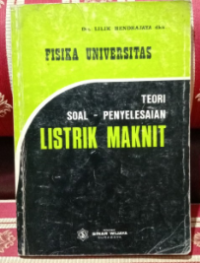 FISIKA UNIVERSITAS
TEORI
SOAL - PENYELESAIAN
LISTRIK MAKNIT